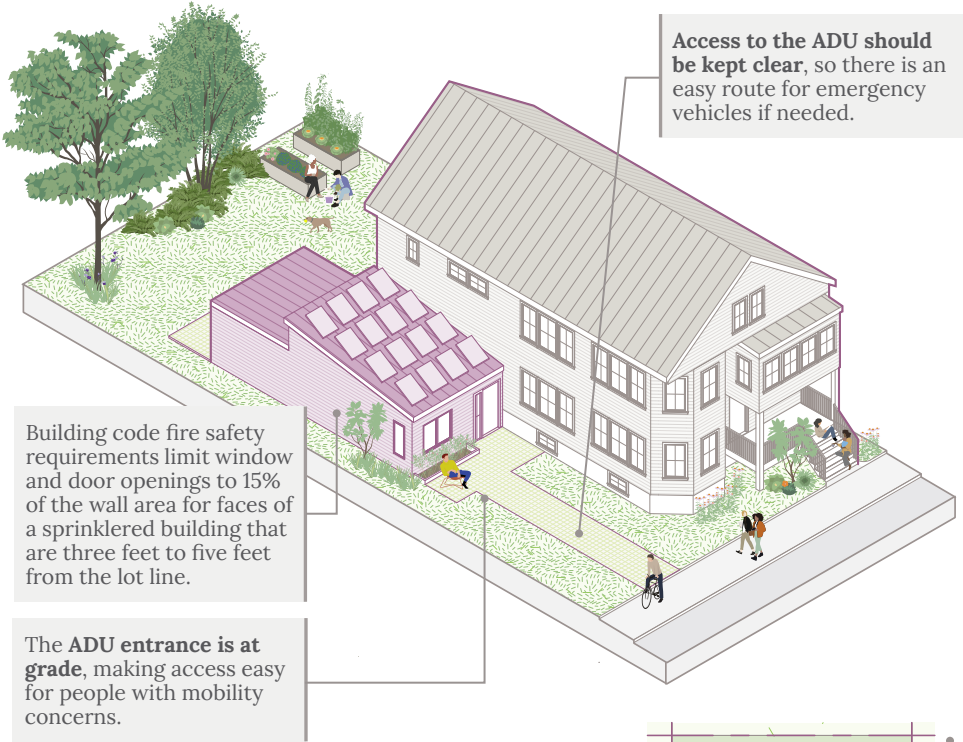 Access to the ADU should
be kept clear, so there is an
easy route for emergency
vehicles if needed.
Building code fire safety
requirements limit window
and door openings to 15%
of the wall area for faces of
a sprinklered building that
are three feet to five feet
from the lot line.
The ADU entrance is at
grade, making access easy
for people with mobility
concerns.